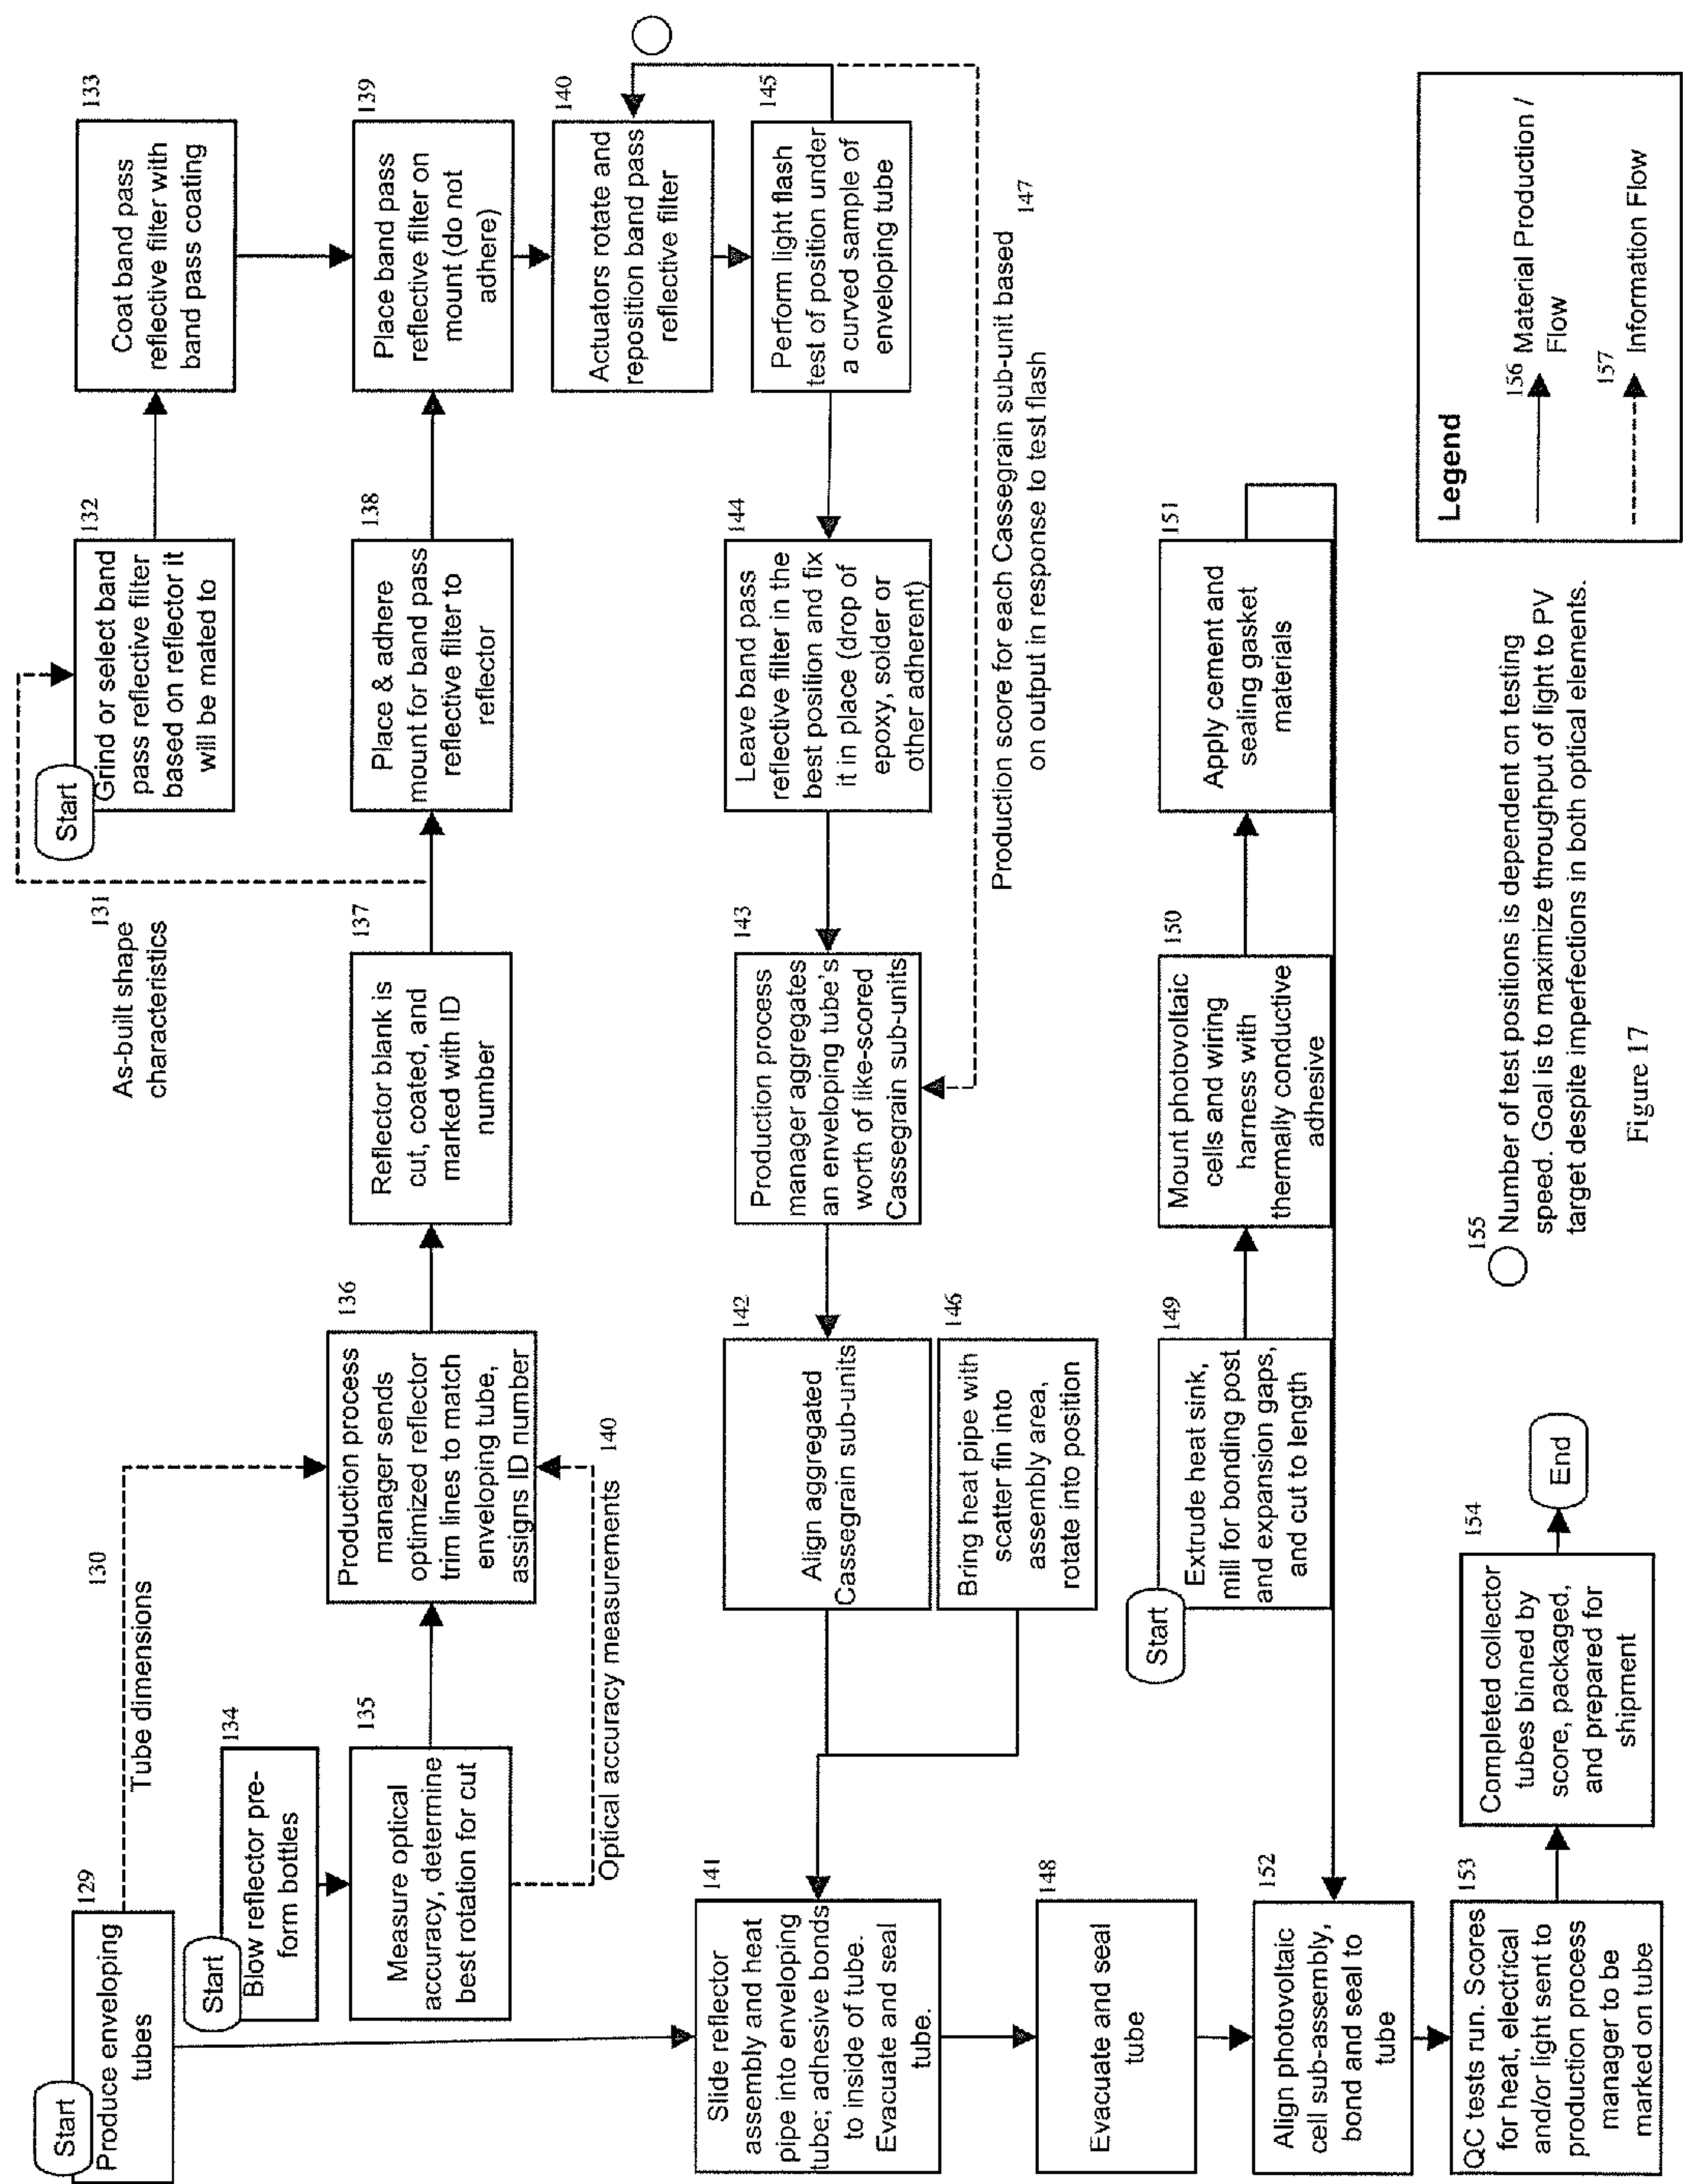 Start
129
Produce enveloping
tubes
130
Tube dimensions
Start
134
Blow reflector pre-
form bottles
135
Measure optical
accuracy, determine
best rotation for cut
Optical accuracy measurements
140
136
Production process
manager sends
optimized reflector
trim lines to match
enveloping tube,
assigns ID number
131
As-built shape
characteristics
137
Reflector blank is
cut, coated, and
marked with ID
number
Start
132
Grind or select band
pass reflective filter
based on reflector it
will be mated to
133
Coat band pass
reflective filter with
band pass coating
138
Place & adhere
mount for band pass
reflective filter to
reflector
139
Place band pass
reflective filter on
mount (do not
adhere)
140
Actuators rotate and
reposition band pass
reflective filter
145
Perform light flash
test of position under
a curved sample of
enveloping tube
144
Leave band pass
reflective filter in the
best position and fix
it in place (drop of
epoxy, solder or
other adherent)
143
Production process
manager aggregates
an enveloping tube's
worth of like-scored
Cassegrain sub-units
147
Production score for each Cassegrain sub-unit based
on output in response to test flash
142
Align aggregated
Cassegrain sub-units
146
Bring heat pipe with
scatter fin into
assembly area,
rotate into position
141
Slide reflector
assembly and heat
pipe into enveloping
tube; adhesive bonds
to inside of tube.
Evacuate and seal
tube.
148
Evacuate and seal
tube
Start
149
Extrude heat sink,
mill for bonding post
and expansion gaps,
and cut to length
150
Mount photovoltaic
cells and wiring
harness with
thermally conductive
adhesive
151
Apply cement and
sealing gasket
materials
152
Align photovoltaic
cell sub-assembly,
bond and seal to
tube
153
QC tests run. Scores
for heat, electrical
and/or light sent to
production process
manager to be
marked on tube
154
Completed collector
tubes binned by
score, packaged,
and prepared for
shipment
End
155
Number of test positions is dependent on testing
speed. Goal is to maximize throughput of light to PV
target despite imperfections in both optical elements.
Legend
156 Material Production /
Flow
157
Information Flow
Figure 17